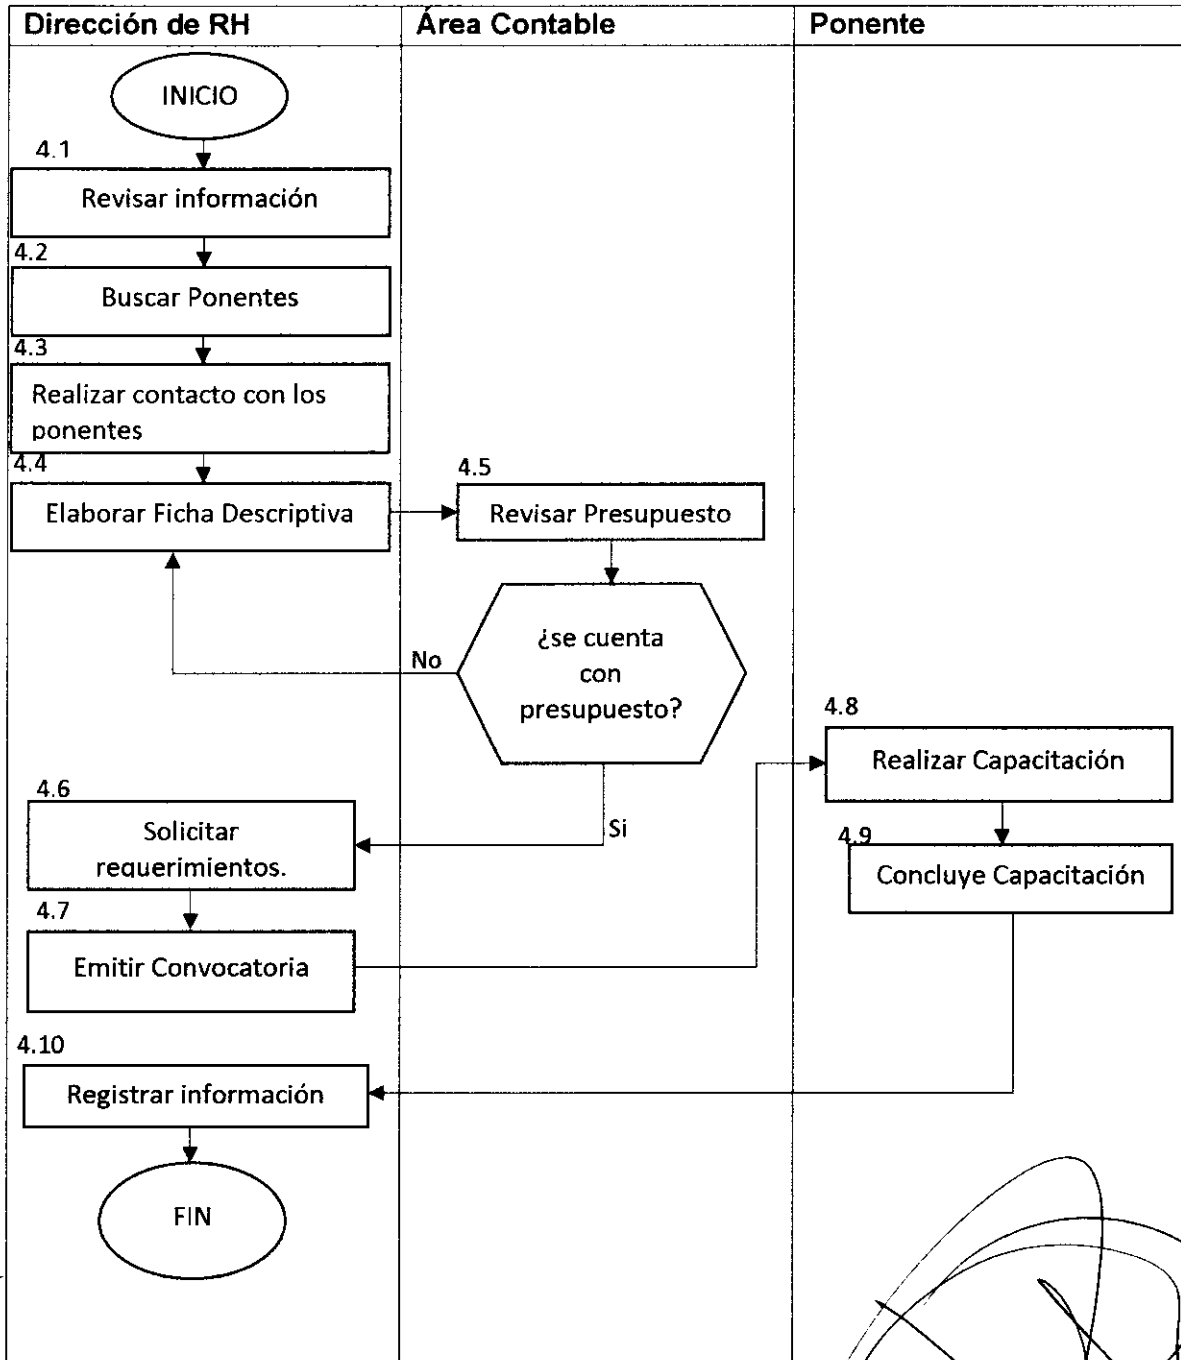 Dirección de RH
Área Contable
Ponente
INICIO
4.1
Revisar información
4.2
Buscar Ponentes
4.3
Realizar contacto con los
ponentes
4.4
Elaborar Ficha Descriptiva
4.5
Revisar Presupuesto
¿se cuenta
con
presupuesto?
No
Si
4.6
Solicitar
requerimientos.
4.7
Emitir Convocatoria
4.8
Realizar Capacitación
4.9
Concluye Capacitación
4.10
Registrar información
FIN